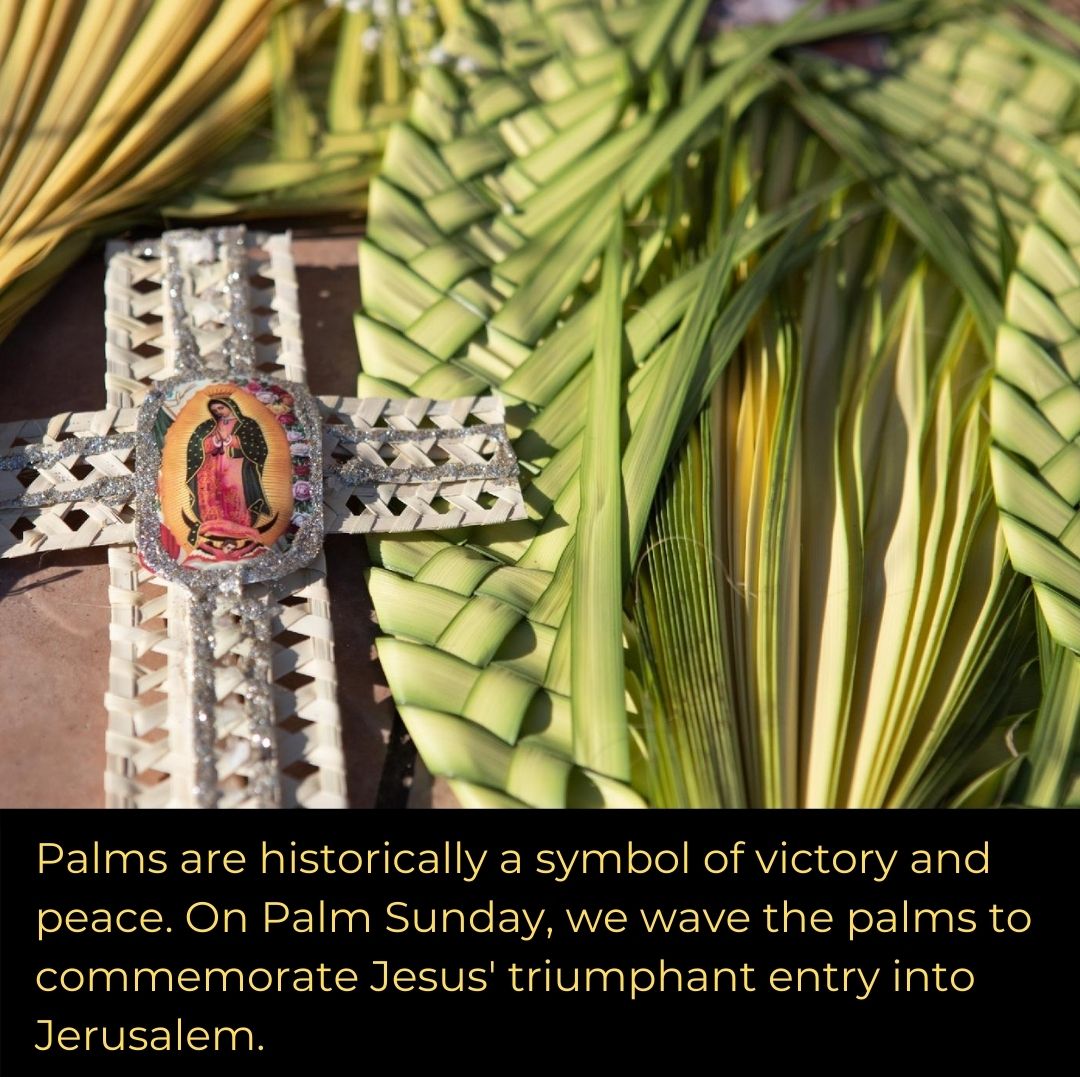 Palms are historically a symbol of victory and
peace. On Palm Sunday, we wave the palms to
commemorate Jesus' triumphant entry into
Jerusalem.